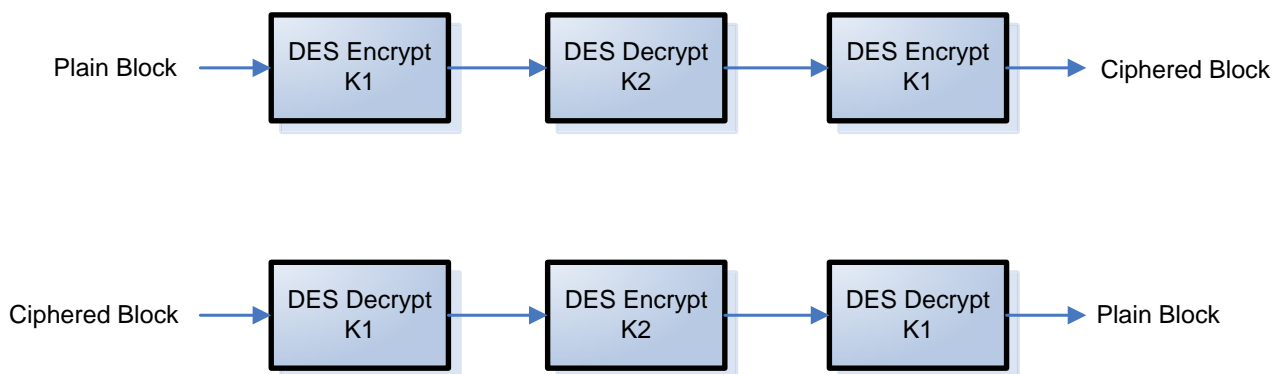 Plain Block
DES Encrypt
K1
DES Decrypt
K2
DES Encrypt
K1
Ciphered Block
Ciphered Block
DES Decrypt
K1
DES Encrypt
K2
DES Decrypt
K1
Plain Block